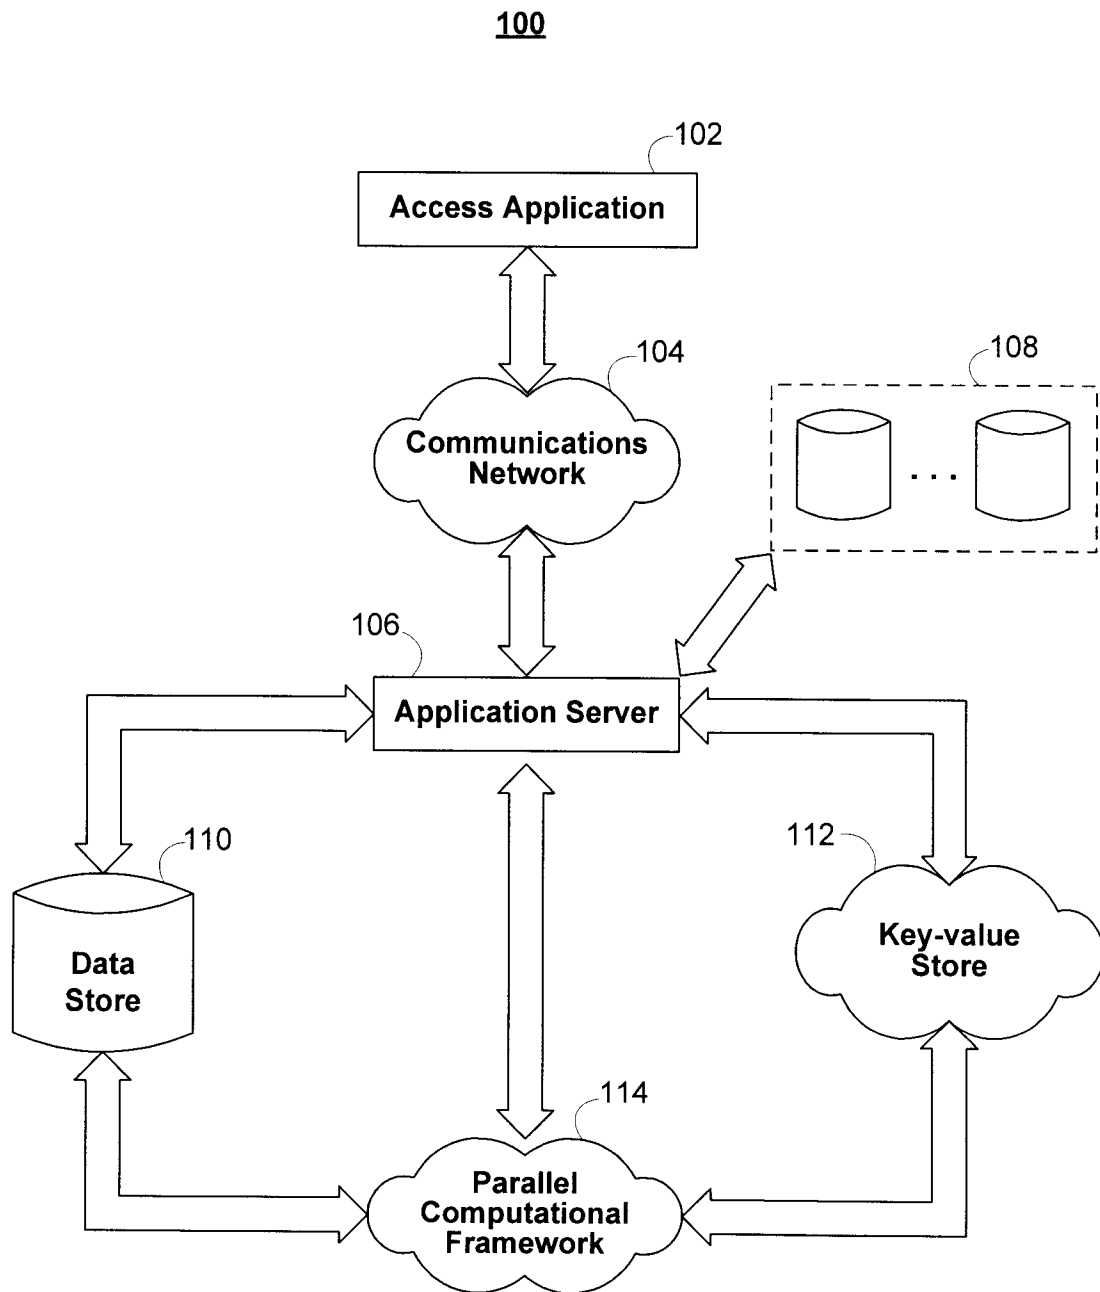 100
102
Access Application
104
108
Communications
Network
. . .
106
Application Server
110
112
Data
Store
Key-value
Store
114
Parallel
Computational
Framework